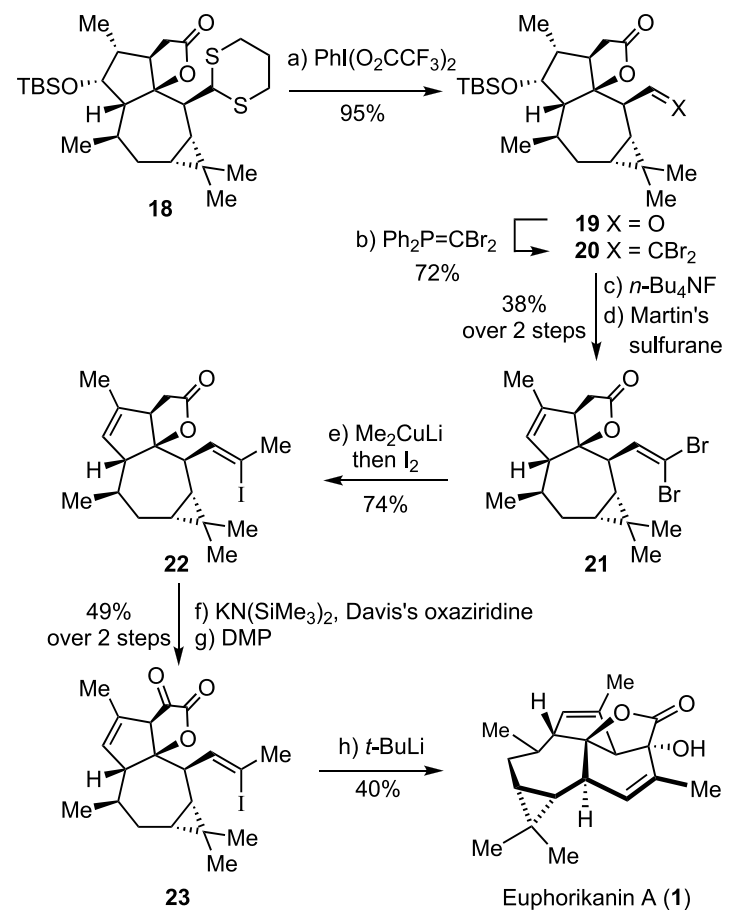 Me
O
S
O
S
TBSO
H
Me
Me
Me
18
a) PhI(O2CCF3)2
95%
Me
O
O
TBSO
H
X
Me
Me
Me
19 X = O
20 X = CBr2
b) Ph2P=CBr2
72%
38%
over 2 steps
c) n-Bu4NF
d) Martin's
sulfurane
Me
O
O
H
Me
I
Me
Me
Me
22
e) Me2CuLi
then I2
74%
Me
O
O
Br
H
Br
Me
Me
Me
21
49%
over 2 steps
f) KN(SiMe3)2, Davis's oxaziridine
g) DMP
O
O
Me
O
H
Me
I
Me
Me
Me
23
h) t-BuLi
40%
Me
H
O
O
Me
OH
Me
H
Me
Me
Euphorikanin A (1)